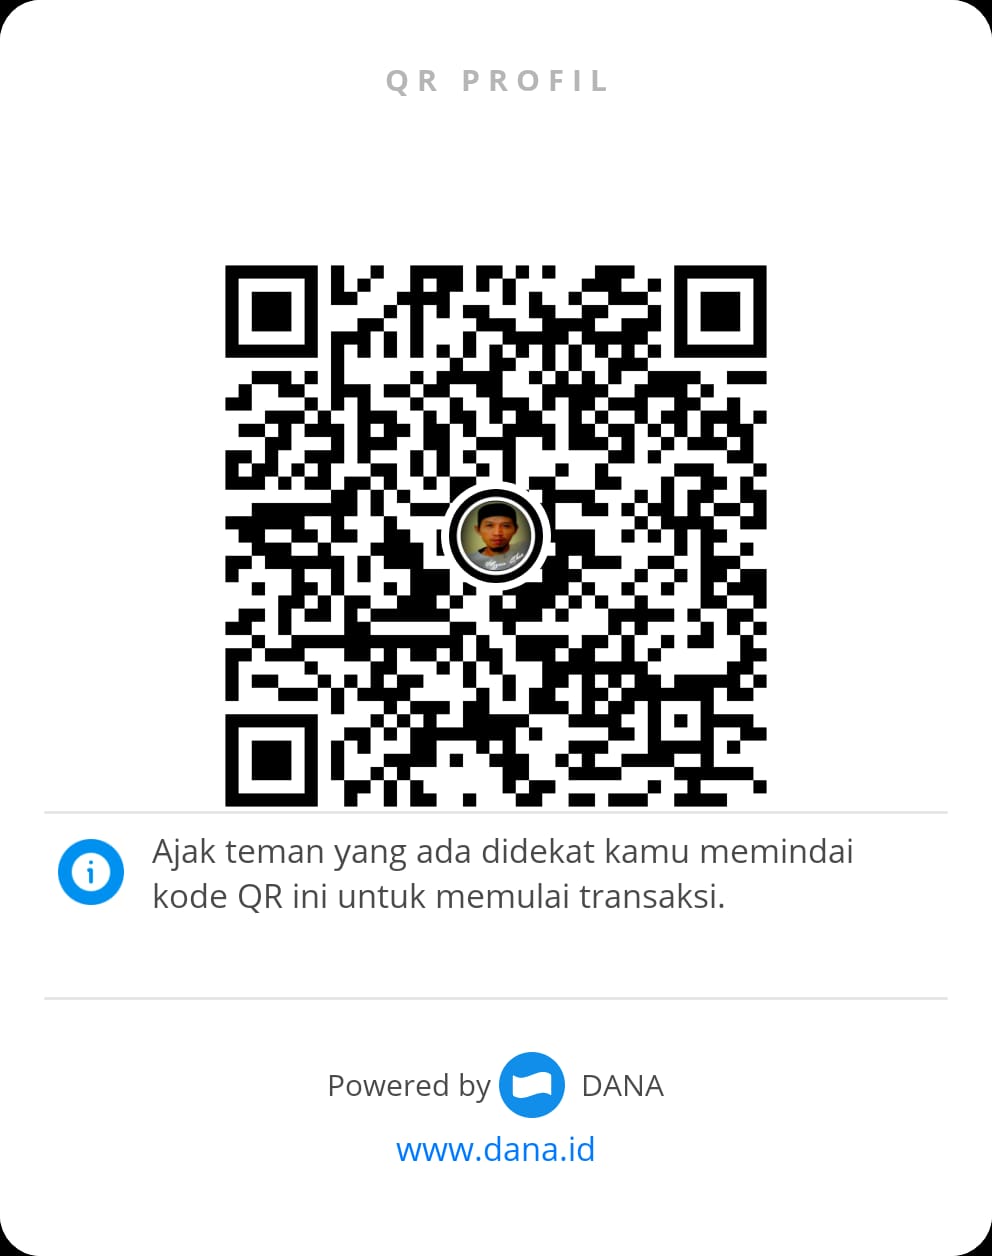 QR PROFIL
Ajak teman yang ada didekat kamu memindai
kode QR ini untuk memulai transaksi.
Powered by DANA
www.dana.id